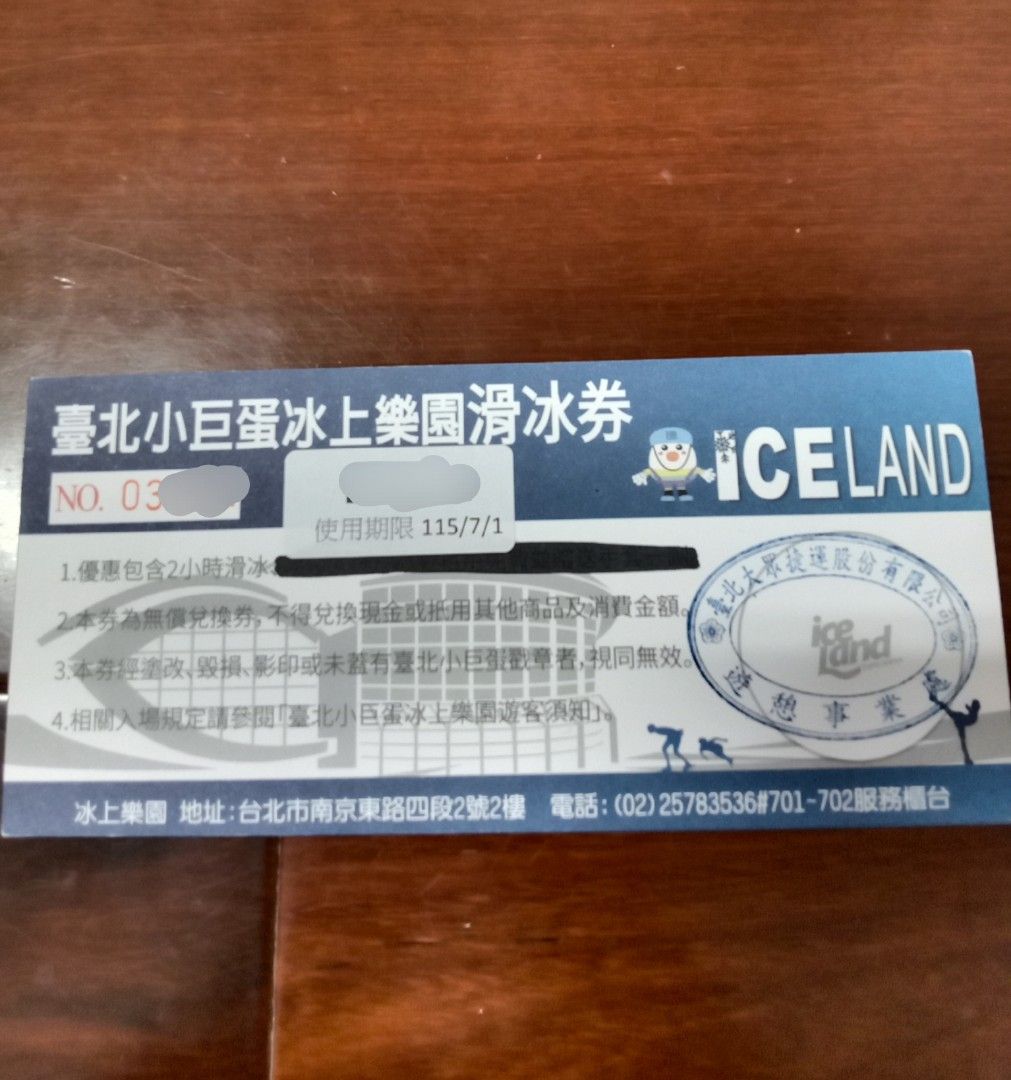 臺北小巨蛋冰上樂園滑冰券
ICELAND
NO. 03
使用期限 115/7/1
1.優惠包含2小時滑冰
2.本券為無償兌換券,不得兌換現金或抵用其他商品及消費金額。
3.本券經塗改、毀損、影印或未蓋有臺北小巨蛋戳章者,視同無效。
4.相關入場規定請參閱「臺北小巨蛋冰上樂園遊客須知」。
臺北大眾捷運股份有限公司
ice Land
遊憩事業處
冰上樂園 地址:台北市南京東路四段2號2樓 電話:(02)25783536#701~702服務櫃台